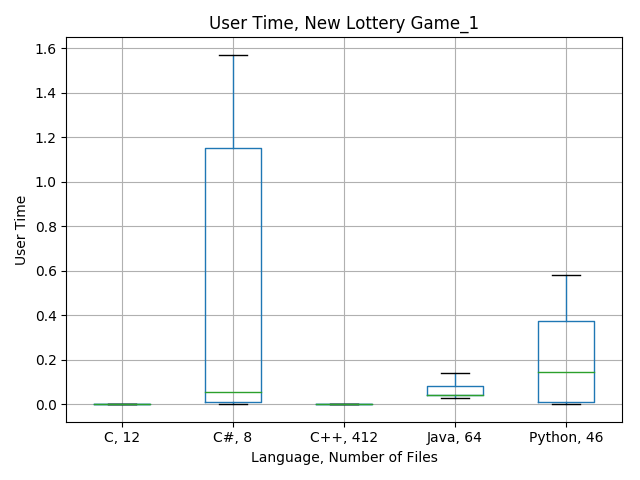 User Time, New Lottery Game_1
1.6
1.4
1.2
1.0
0.8
0.6
0.4
0.2
0.0
User Time
C, 12
C#, 8
C++, 412
Java, 64
Python, 46
Language, Number of Files